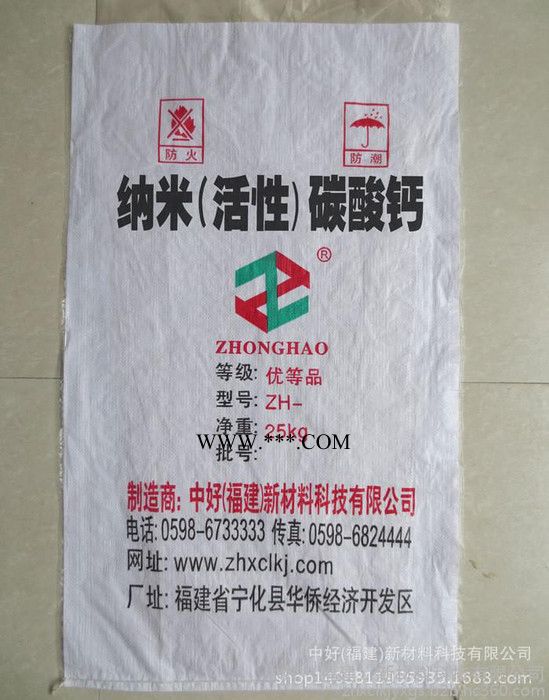 防火
防潮
纳米(活性)碳酸钙
®
ZHONGHAO
等级: 优等品
型号: ZH-
净重: 25kg
www.***.COM
批号:
制造商: 中好(福建)新材料科技有限公司
电话: 0598-6733333 传真: 0598-6824444
网址: www.zhxclkj.com
厂址: 福建省宁化县华侨经济开发区
中好(福建)新材料科技有限公司